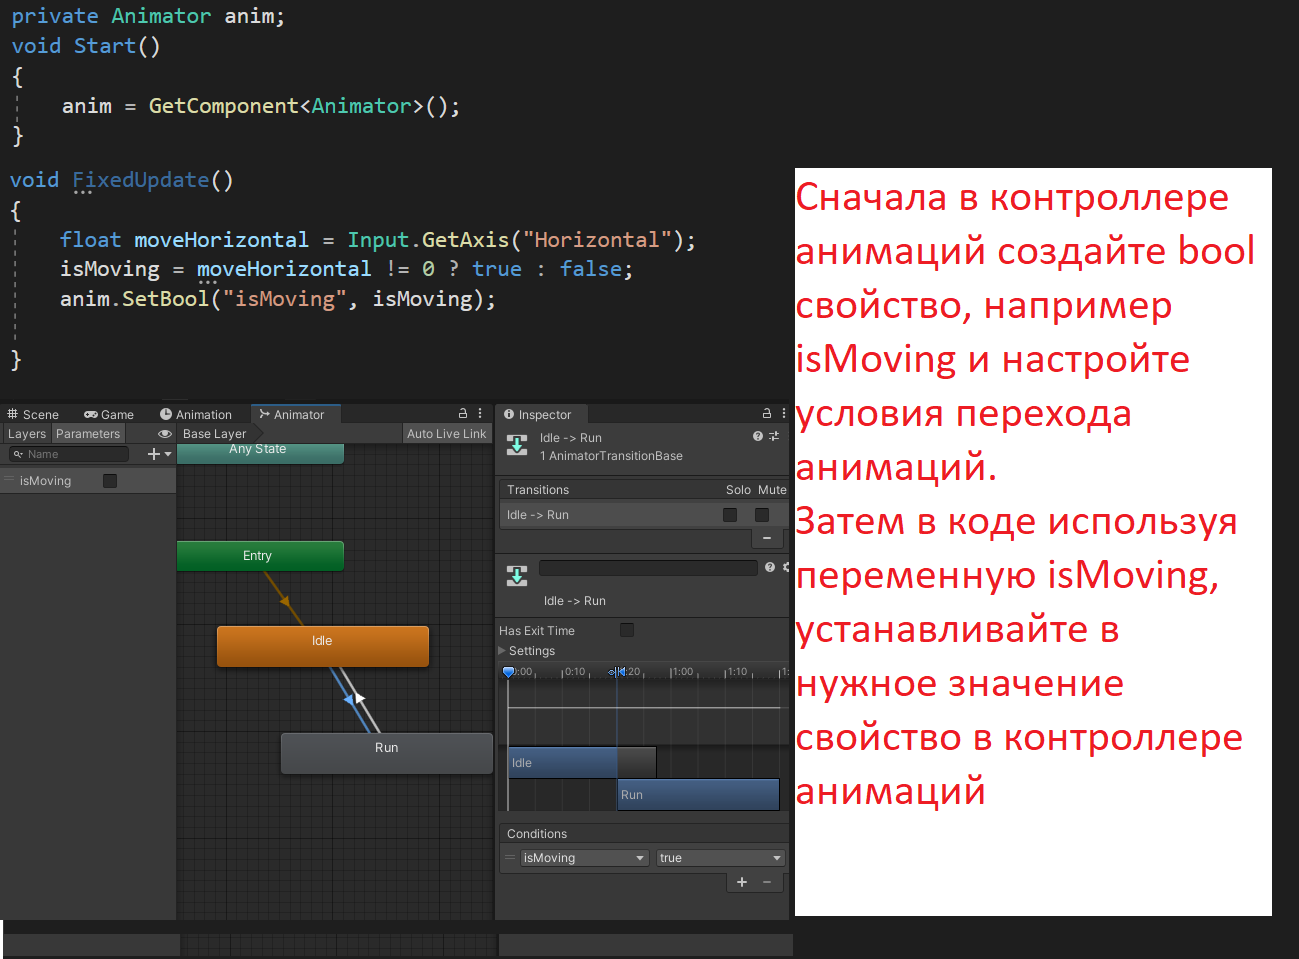 private Animator anim;
void Start()
{
anim = GetComponent<Animator>();
}
void FixedUpdate()
{
float moveHorizontal = Input.GetAxis("Horizontal");
isMoving = moveHorizontal != 0 ? true : false;
anim.SetBool("isMoving", isMoving);
}
Сначала в контроллере
анимаций создайте bool
свойство, например
isMoving и настройте
условия перехода
анимаций.
Затем в коде используя
переменную isMoving,
устанавливайте в
нужное значение
свойство в контроллере
анимаций
Scene Game Animation Animator
Layers Parameters Base Layer Auto Live Link
Name
isMoving
Any State
Entry
Idle
Run
Inspector
Idle -> Run
1 AnimatorTransitionBase
Transitions Solo Mute
Idle -> Run
Idle -> Run
Has Exit Time
Settings
0:00 0:10 :20 1:00 1:10
Idle
Run
Conditions
isMoving true